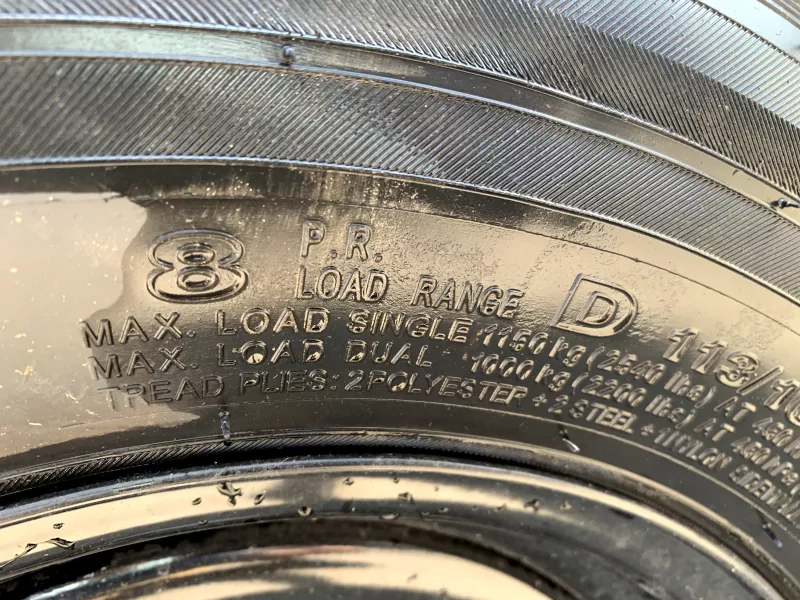 8 P.R.
LOAD RANGE D
MAX. LOAD SINGLE 1150 kg (2540 lbs) AT
MAX. LOAD DUAL 1000 kg (2200 lbs) AT
TREAD PLIES: 2 POLYESTER + 2 STEEL +